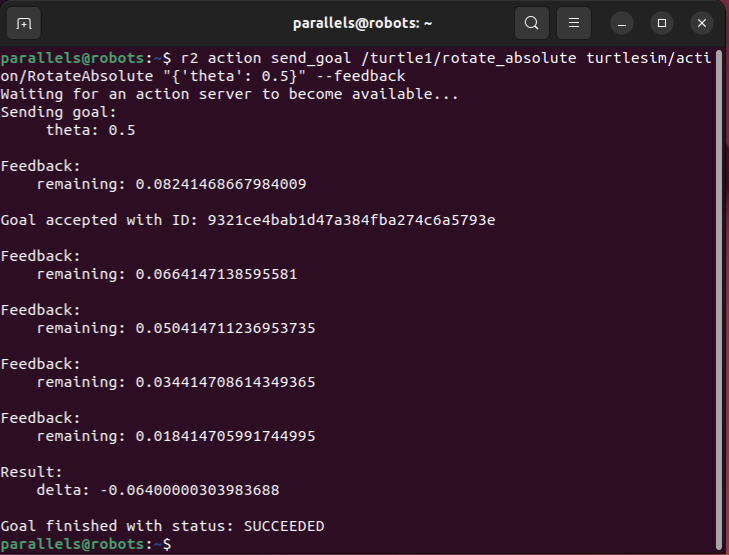 parallels@robots: ~
parallels@robots:~$ r2 action send_goal /turtle1/rotate_absolute turtlesim/acti
on/RotateAbsolute "{'theta': 0.5}" --feedback
Waiting for an action server to become available...
Sending goal:
     theta: 0.5

Feedback:
    remaining: 0.08241468667984009

Goal accepted with ID: 9321ce4bab1d47a384fba274c6a5793e

Feedback:
    remaining: 0.0664147138595581

Feedback:
    remaining: 0.050414711236953735

Feedback:
    remaining: 0.034414708614349365

Feedback:
    remaining: 0.018414705991744995

Result:
    delta: -0.06400000303983688

Goal finished with status: SUCCEEDED
parallels@robots:~$